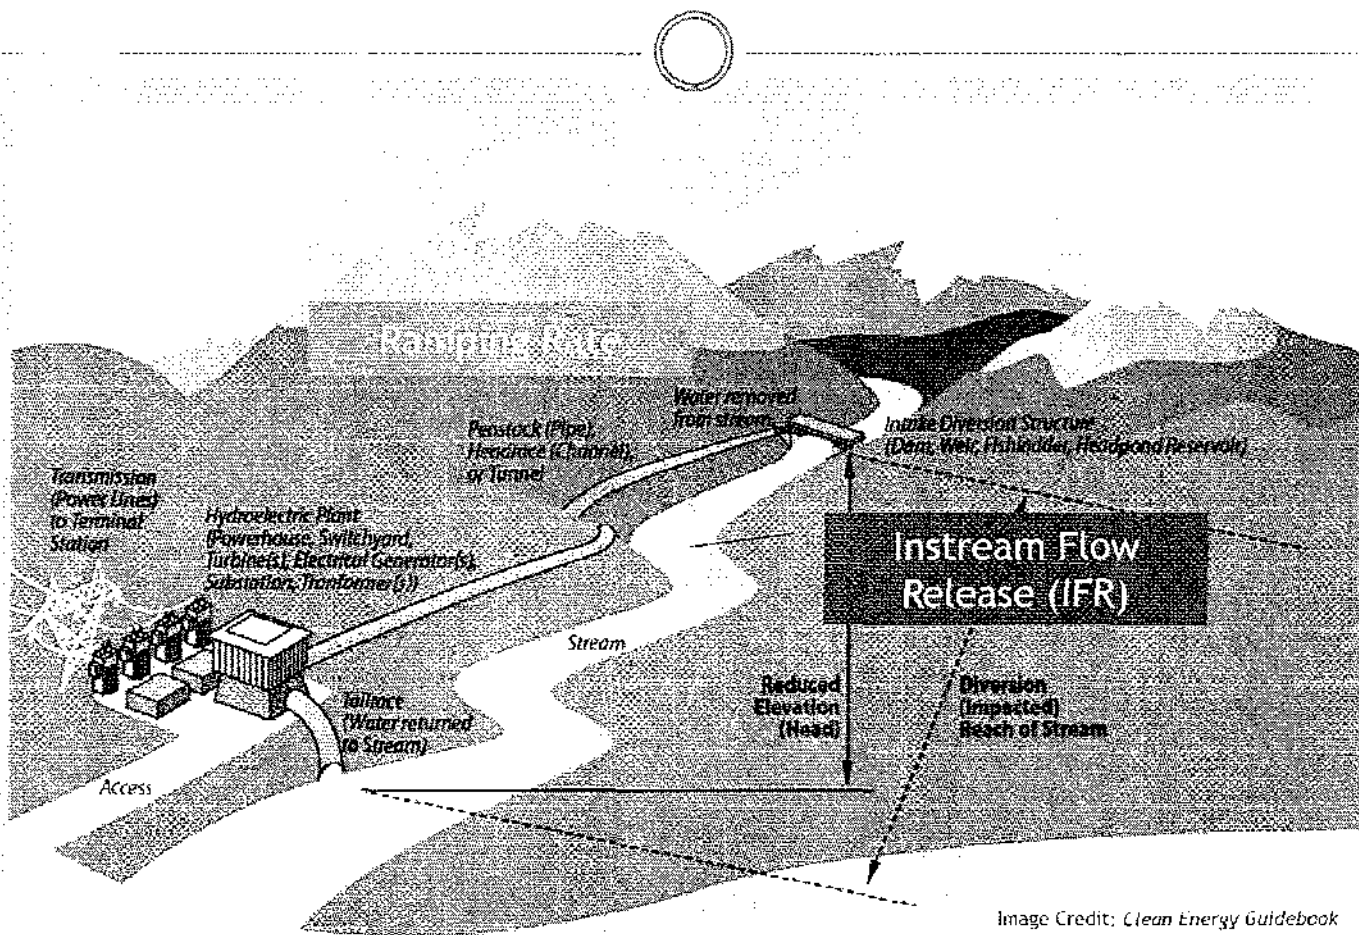 Ramping Rate
Water removed
from stream
Intake Diversion Structure
(Dam, Weir, Fishladder, Headpond Reservoir)
Penstock (Pipe),
Headrace (Channel),
or Tunnel
Transmission
(Power Lines)
to Terminal
Station
Hydroelectric Plant
(Powerhouse, Switchyard,
Turbine(s), Electrical Generator(s),
Substation, Tranformer(s))
Instream Flow
Release (IFR)
Stream
Reduced
Elevation
(Head)
Diversion
(Impacted)
Reach of Stream
Tailrace
(Water returned
to Stream)
Access
Image Credit: Clean Energy Guidebook